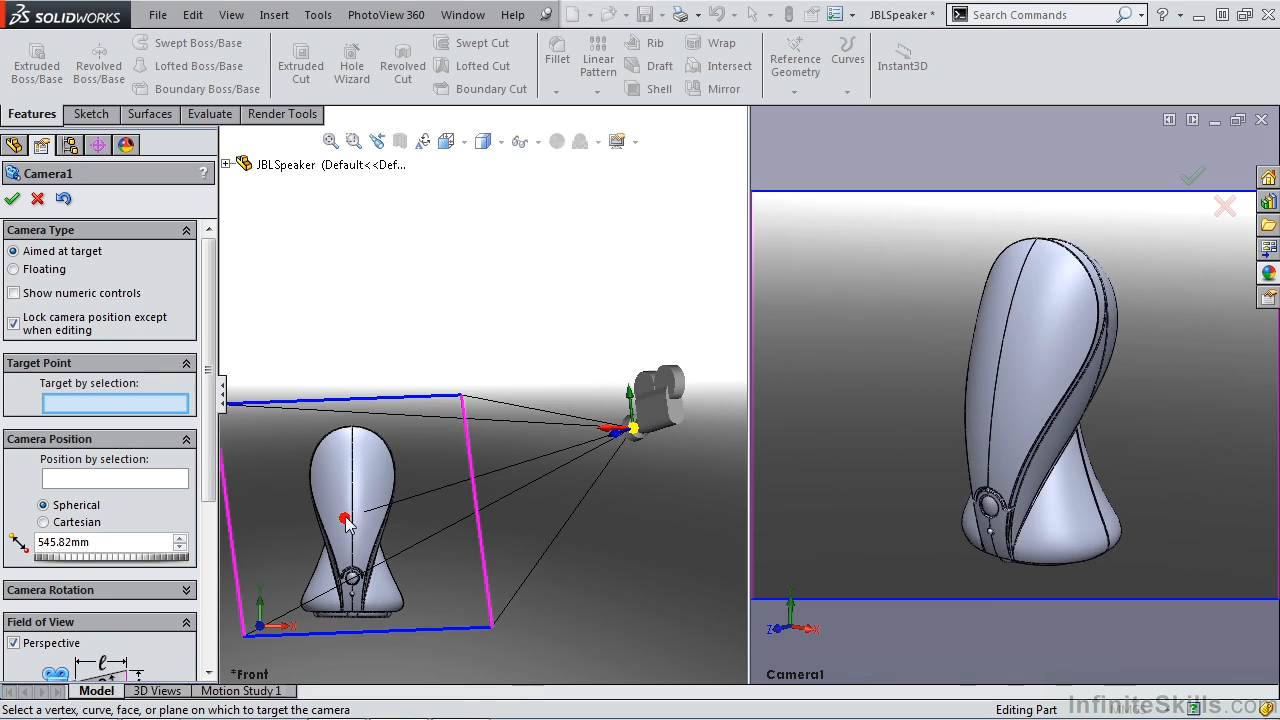 SOLIDWORKS File Edit View Insert Tools PhotoView 360 Window Help JBLSpeaker * Search Commands
Extruded Boss/Base
Revolved Boss/Base
Swept Boss/Base
Lofted Boss/Base
Boundary Boss/Base
Extruded Cut
Hole Wizard
Revolved Cut
Swept Cut
Lofted Cut
Boundary Cut
Fillet
Linear Pattern
Rib
Draft
Shell
Wrap
Intersect
Mirror
Reference Geometry
Curves
Instant3D
Features Sketch Surfaces Evaluate Render Tools
JBLSpeaker (Default<<Def...
Camera1 ?
Camera Type
Aimed at target
Floating
Show numeric controls
Lock camera position except
when editing
Target Point
Target by selection:
Camera Position
Position by selection:
Spherical
Cartesian
545.82mm
Camera Rotation
Field of View
Perspective
ℓ
Y
X
*Front
Y
Z X
Camera1
Model 3D Views Motion Study 1
Select a vertex, curve, face, or plane on which to target the camera
Editing Part
InfiniteSkills.com